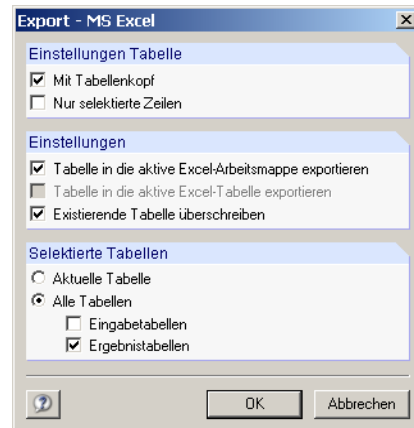 Export - MS Excel
Einstellungen Tabelle
Mit Tabellenkopf
Nur selektierte Zeilen
Einstellungen
Tabelle in die aktive Excel-Arbeitsmappe exportieren
Tabelle in die aktive Excel-Tabelle exportieren
Existierende Tabelle überschreiben
Selektierte Tabellen
Aktuelle Tabelle
Alle Tabellen
Eingabetabellen
Ergebnistabellen
OK
Abbrechen